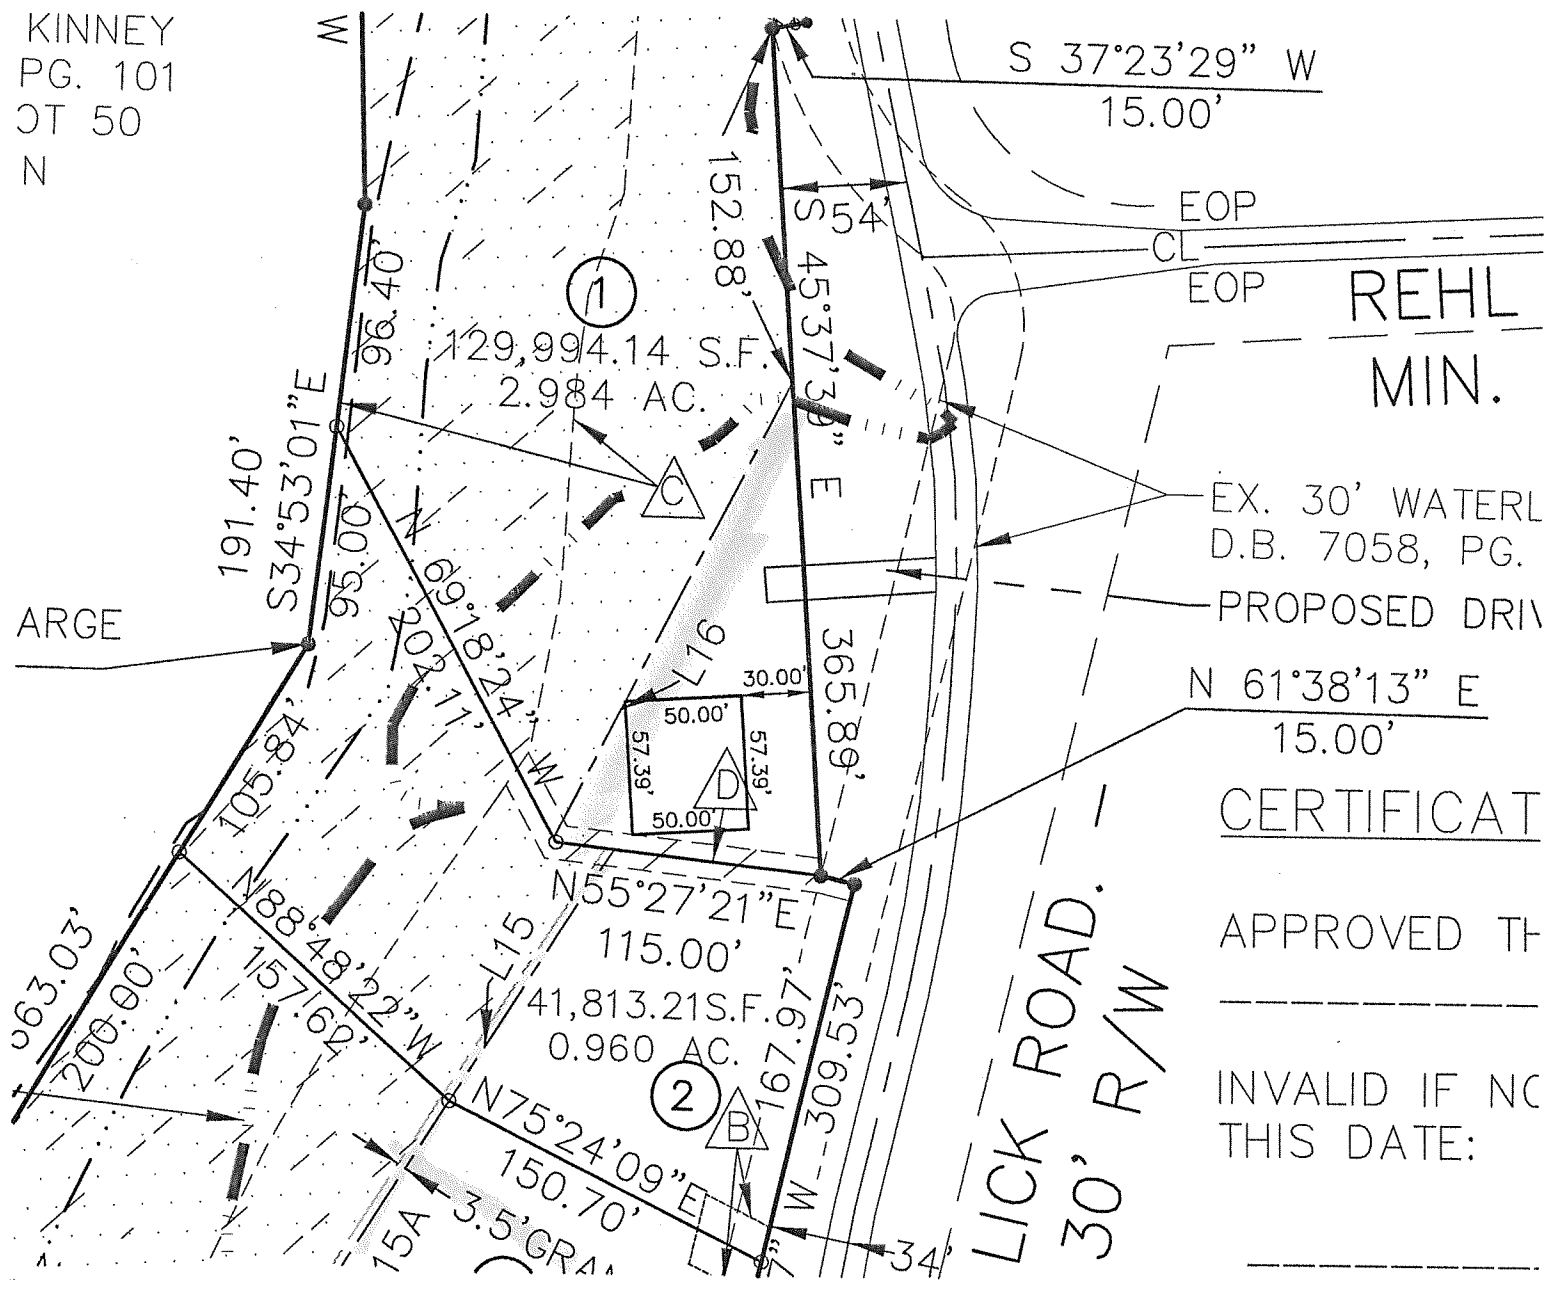 KINNEY
PG. 101
OT 50
N
W
S 37°23'29" W
15.00'
152.88'
54'
S 45°37'39" E
365.89'
EOP
CL
EOP
REHL
MIN.
1
129,994.14 S.F.
2.984 AC.
96.40'
191.40'
S34°53'01"E
95.00'
C
N 69°18'24" W
202.11'
EX. 30' WATERL
D.B. 7058, PG.
PROPOSED DRIV
ARGE
L16
30.00'
50.00'
57.39'
57.39'
50.00'
D
N 61°38'13" E
15.00'
105.84'
CERTIFICAT
N55°27'21"E
115.00'
N88°48'22"W
157.62'
L15
APPROVED TH
563.03'
200.00'
41,813.21S.F.
0.960 AC.
2
B
167.97'
309.53'
W
LICK ROAD.
30' R/W
N75°24'09"E
150.70'
INVALID IF NO
THIS DATE:
3.5'GRA
15A
34'